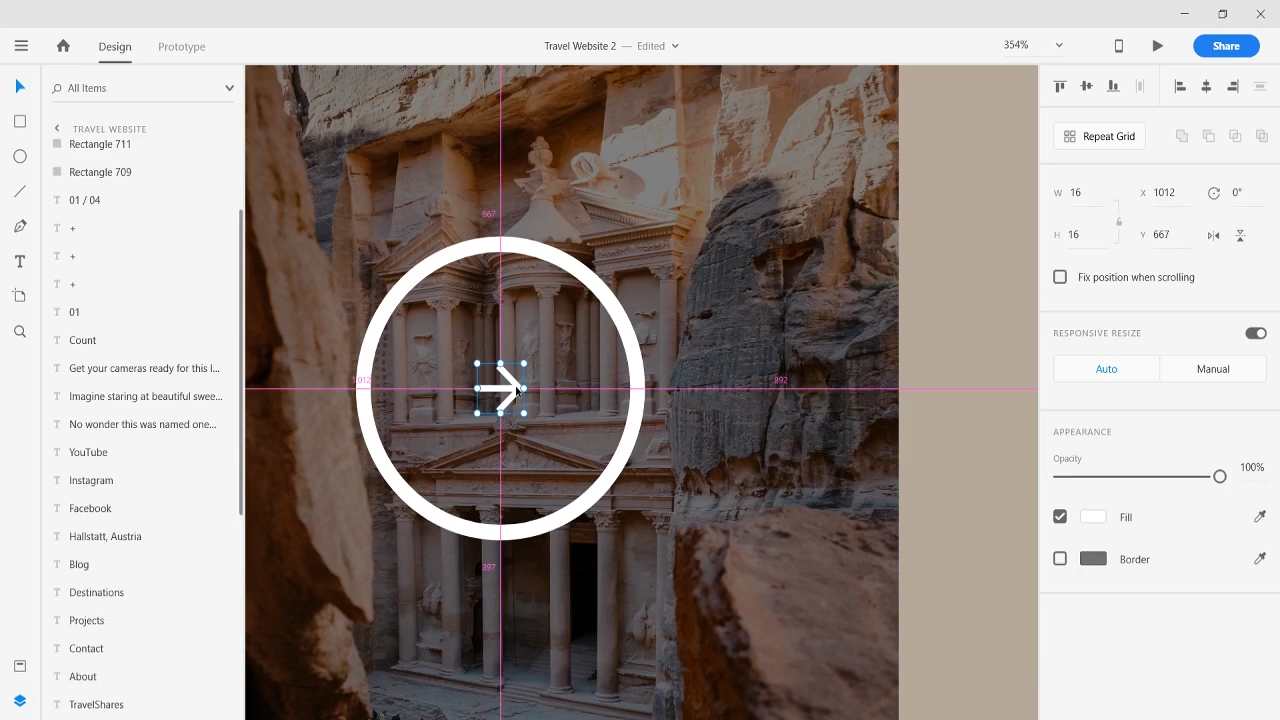 Design
Prototype
Travel Website 2 — Edited
354%
Share
All Items
TRAVEL WEBSITE
Rectangle 711
Rectangle 709
T 01 / 04
T +
T +
T +
T 01
T Count
T Get your cameras ready for this l...
T Imagine staring at beautiful swee...
T No wonder this was named one...
T YouTube
T Instagram
T Facebook
T Hallstatt, Austria
T Blog
T Destinations
T Projects
T Contact
T About
T TravelShares
T
667
1012
392
397
Repeat Grid
W 16 X 1012 0°
H 16 Y 667
Fix position when scrolling
RESPONSIVE RESIZE
Auto Manual
APPEARANCE
Opacity
100%
Fill
Border